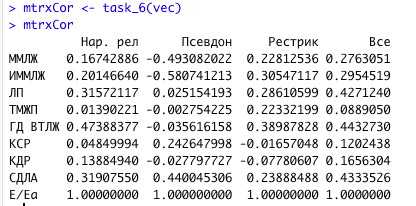 > mtrxCor <- task_6(vec)
> mtrxCor
Нар. рел Псевдон Рестрик Все
ММЛЖ 0.16742886 -0.493082022 0.22812536 0.2763051
ИММЛЖ 0.20146640 -0.580741213 0.30547117 0.2954519
ЛП 0.31572117 0.025154193 0.28610599 0.4271240
ТМЖП 0.01390221 -0.002754225 0.22332199 0.0889050
ГД ВТЛЖ 0.47388377 -0.035616158 0.38987828 0.4432730
КСР 0.04849994 0.242647998 -0.01657048 0.1202438
КДР 0.13884940 -0.027797727 -0.07780607 0.1656304
СДЛА 0.31907550 0.440045306 0.23888488 0.4333526
E/Ea 1.00000000 1.000000000 1.00000000 1.0000000